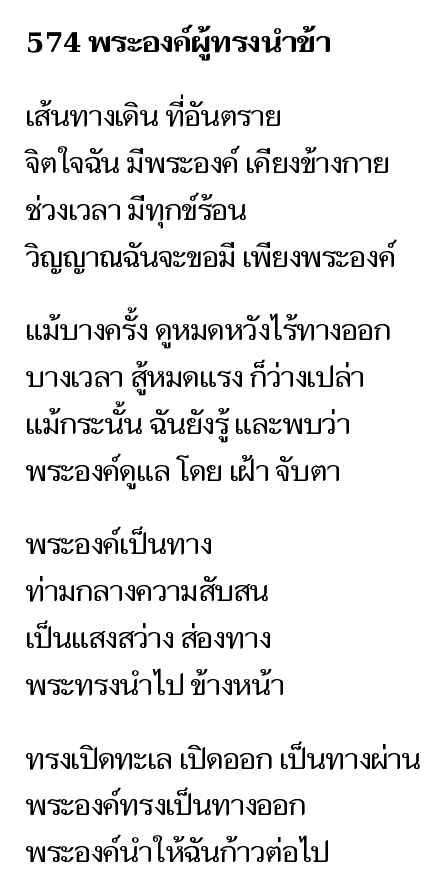 574 พระองค์ผู้ทรงนำข้า
เส้นทางเดิน ที่อันตราย
จิตใจฉัน มีพระองค์ เคียงข้างกาย
ช่วงเวลา มีทุกข์ร้อน
วิญญาณฉันจะขอมี เพียงพระองค์
แม้บางครั้ง ดูหมดหวังไร้ทางออก
บางเวลา สู้หมดแรง ก็ว่างเปล่า
แม้กระนั้น ฉันยังรู้ และพบว่า
พระองค์ดูแล โดย เฝ้า จับตา
พระองค์เป็นทาง
ท่ามกลางความสับสน
เป็นแสงสว่าง ส่องทาง
พระทรงนำไป ข้างหน้า
ทรงเปิดทะเล เปิดออก เป็นทางผ่าน
พระองค์ทรงเป็นทางออก
พระองค์นำให้ฉันก้าวต่อไป